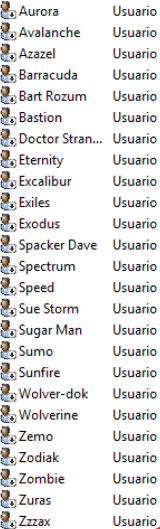 Aurora Usuario
Avalanche Usuario
Azazel Usuario
Barracuda Usuario
Bart Rozum Usuario
Bastion Usuario
Doctor Stran... Usuario
Eternity Usuario
Excalibur Usuario
Exiles Usuario
Exodus Usuario
Spacker Dave Usuario
Spectrum Usuario
Speed Usuario
Sue Storm Usuario
Sugar Man Usuario
Sumo Usuario
Sunfire Usuario
Wolver-dok Usuario
Wolverine Usuario
Zemo Usuario
Zodiak Usuario
Zombie Usuario
Zuras Usuario
Zzzax Usuario